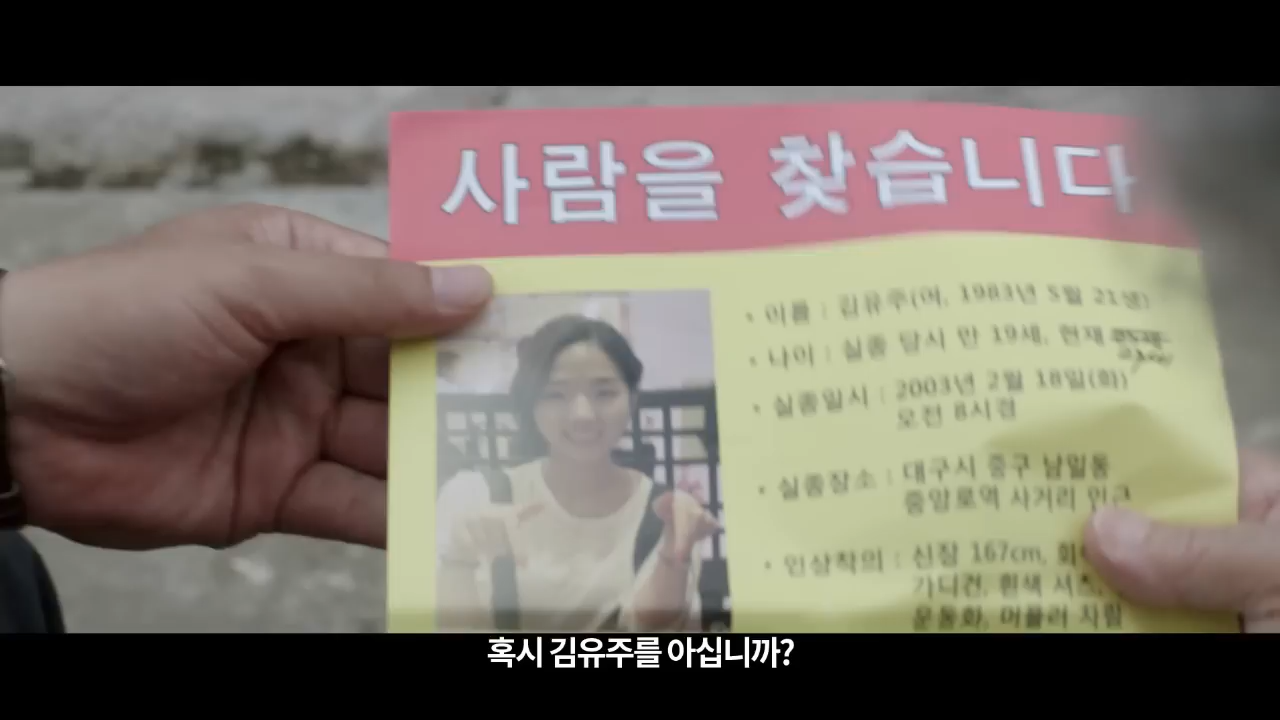 사람을 찾습니다
• 이름 : 김유주(여, 1983년 5월 21생)
• 나이 : 실종 당시 만 19세, 현재
• 실종일시 : 2003년 2월 18일(화)
오전 8시경
• 실종장소 : 대구시 중구 남일동
중앙로역 사거리 인근
• 인상착의 : 신장 167cm,
가디건, 흰색 셔츠,
운동화, 머플러 차림
혹시 김유주를 아십니까?